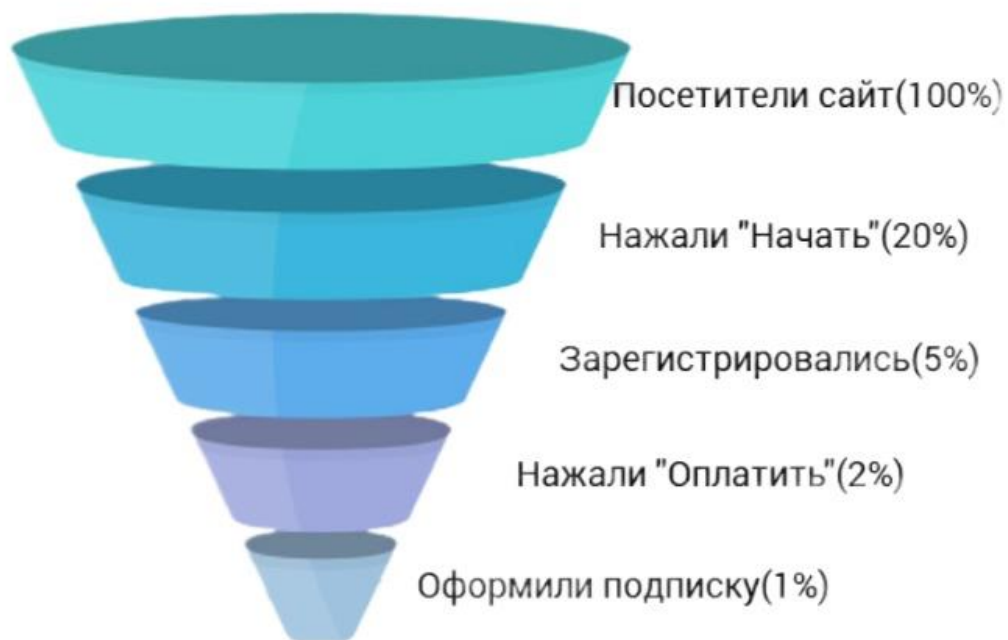 Посетители сайт(100%)
Нажали "Начать"(20%)
Зарегистрировались(5%)
Нажали "Оплатить"(2%)
Оформили подписку(1%)